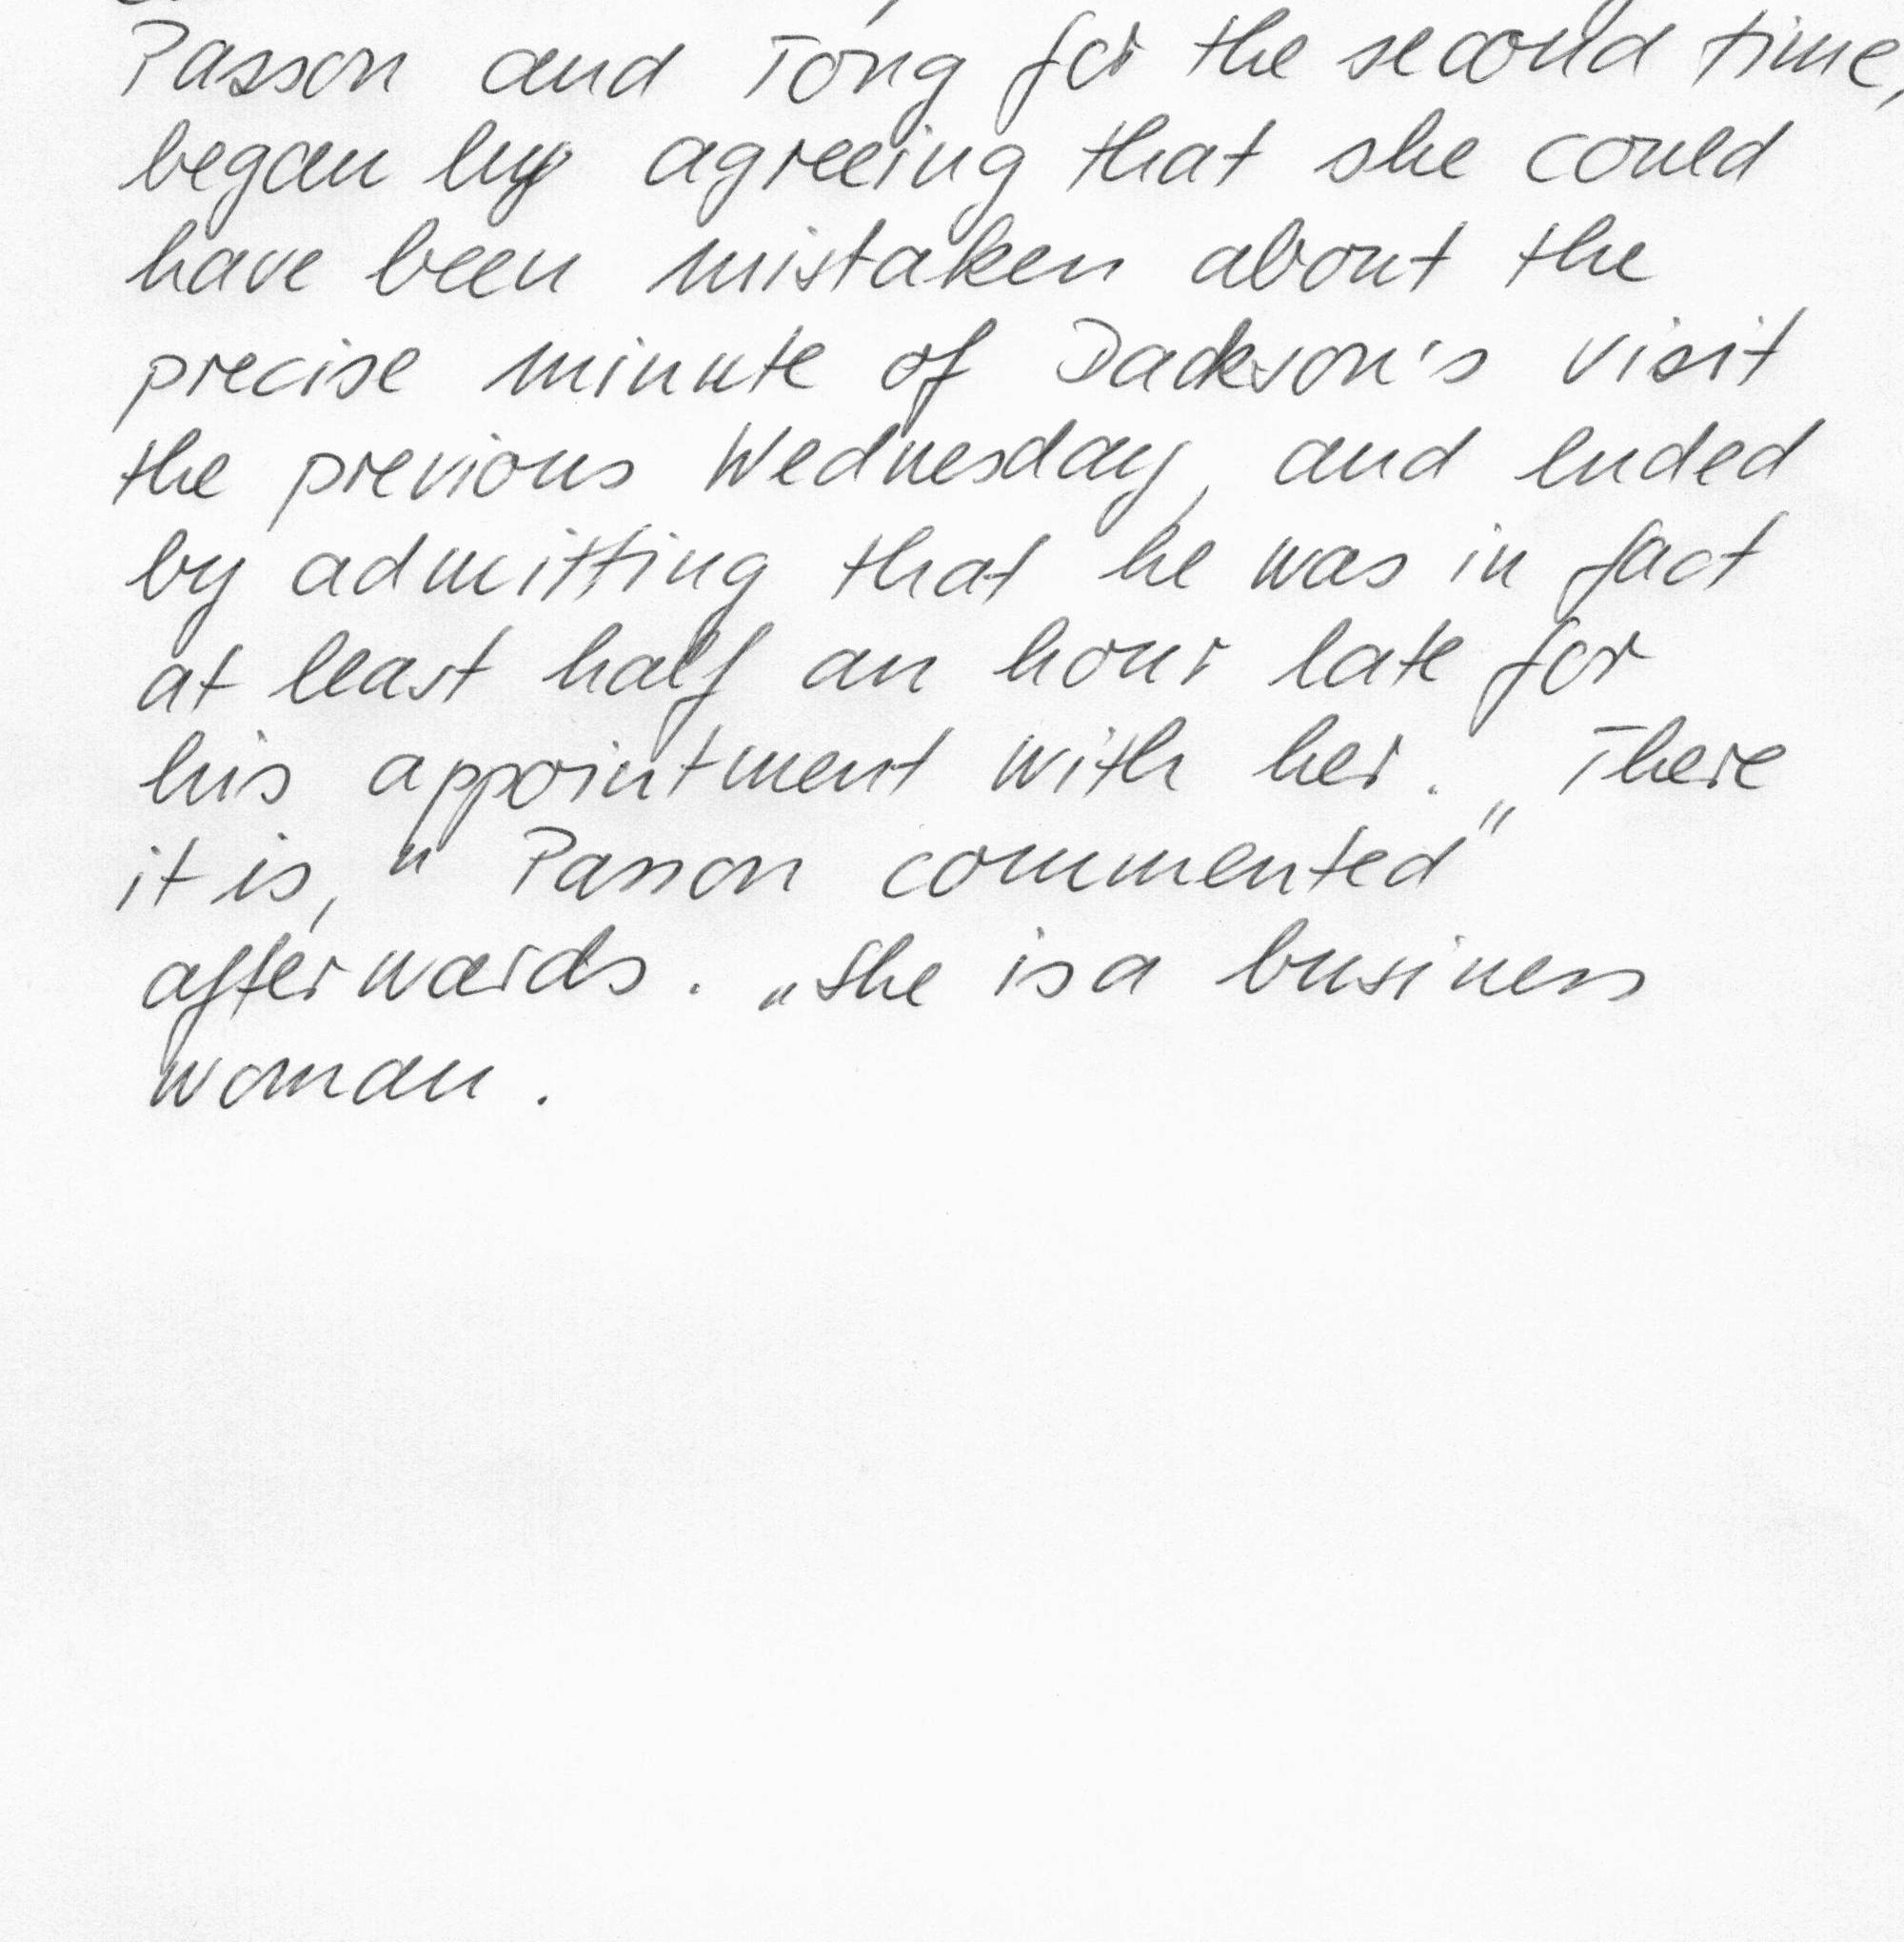 Passon and Tong for the second time,
began by agreeing that she could
have been mistaken about the
precise minute of Dackson's visit
the previous Wednesday, and ended
by admitting that he was in fact
at least half an hour late for
his appointment with her. „There
it is," Passon commented"
afterwards. „She is a business
woman.